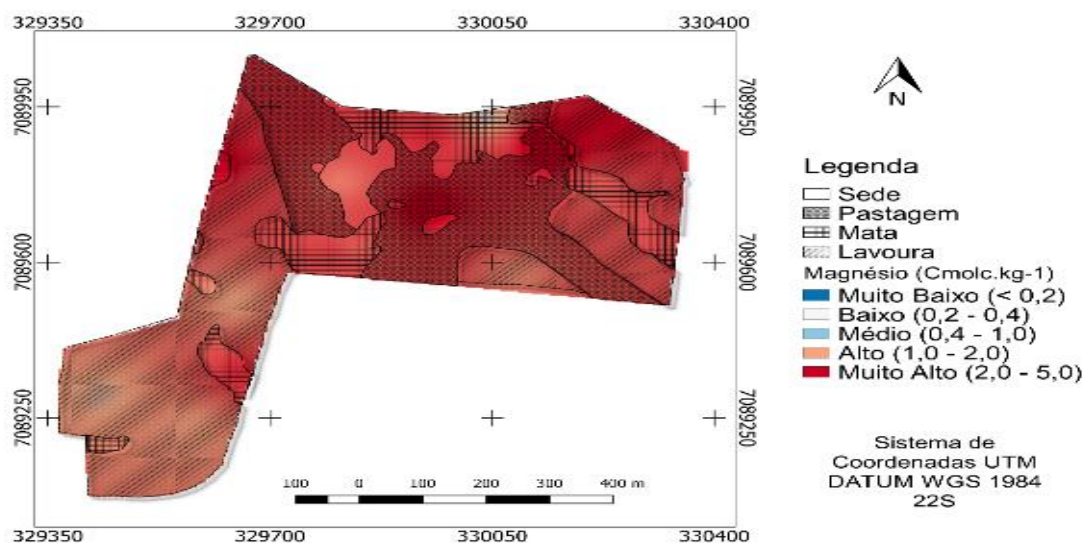 329350 329700 330050 330400
7089950
7089950
7089600
7089600
7089250
7089250
N
Legenda
Sede
Pastagem
Mata
Lavoura
Magnésio (Cmolc.kg-1)
Muito Baixo (< 0,2)
Baixo (0,2 - 0,4)
Médio (0,4 - 1,0)
Alto (1,0 - 2,0)
Muito Alto (2,0 - 5,0)
100 0 100 200 300 400 m
Sistema de
Coordenadas UTM
DATUM WGS 1984
22S
329350 329700 330050 330400